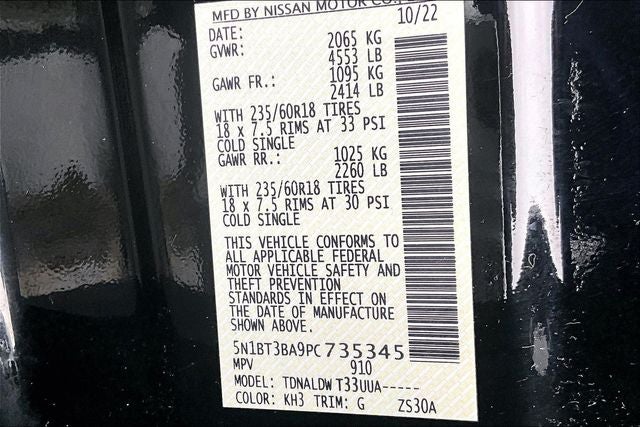 MFD BY NISSAN MOTOR CO.,
DATE: 10/22
GVWR: 2065 KG
4553 LB
GAWR FR.: 1095 KG
2414 LB
WITH 235/60R18 TIRES
18 x 7.5 RIMS AT 33 PSI
COLD SINGLE
GAWR RR.: 1025 KG
2260 LB
WITH 235/60R18 TIRES
18 x 7.5 RIMS AT 30 PSI
COLD SINGLE
THIS VEHICLE CONFORMS TO
ALL APPLICABLE FEDERAL
MOTOR VEHICLE SAFETY AND
THEFT PREVENTION
STANDARDS IN EFFECT ON
THE DATE OF MANUFACTURE
SHOWN ABOVE.
5N1BT3BA9PC735345
MPV 910
MODEL: TDNALDW T33UUA-----
COLOR: KH3 TRIM: G ZS30A